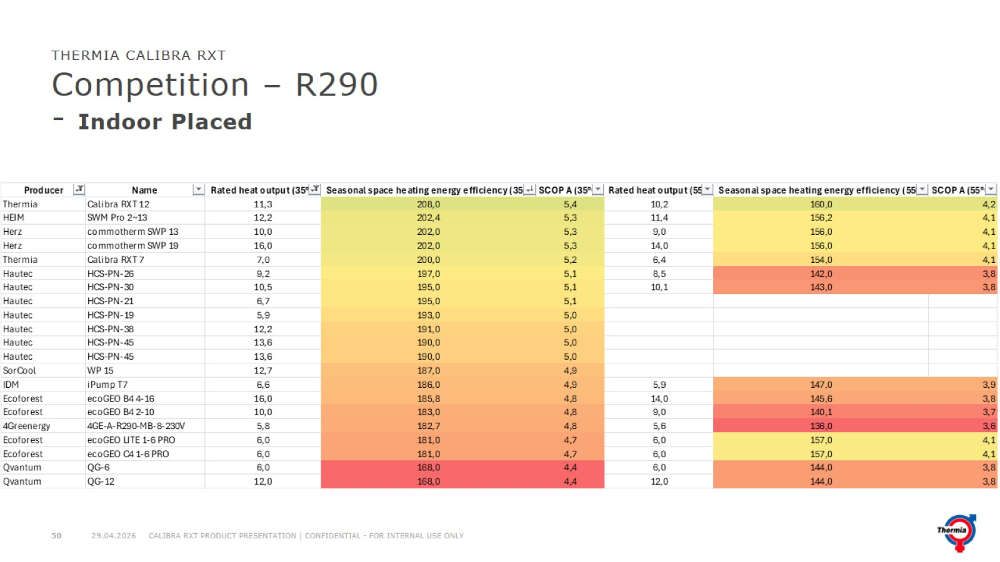 THERMIA CALIBRA RXT
Competition – R290
- Indoor Placed
Producer Name Rated heat output (35º Seasonal space heating energy efficiency (35 SCOP A (35º Rated heat output (55 Seasonal space heating energy efficiency (55 SCOP A (55º
Thermia Calibra RXT 12 11,3 208,0 5,4 10,2 160,0 4,2
HEIM SWM Pro 2~13 12,2 202,4 5,3 11,4 156,2 4,1
Herz commotherm SWP 13 10,0 202,0 5,3 9,0 156,0 4,1
Herz commotherm SWP 19 16,0 202,0 5,3 14,0 156,0 4,1
Thermia Calibra RXT 7 7,0 200,0 5,2 6,4 154,0 4,1
Hautec HCS-PN-26 9,2 197,0 5,1 8,5 142,0 3,8
Hautec HCS-PN-30 10,5 195,0 5,1 10,1 143,0 3,8
Hautec HCS-PN-21 6,7 195,0 5,1
Hautec HCS-PN-19 5,9 193,0 5,0
Hautec HCS-PN-38 12,2 191,0 5,0
Hautec HCS-PN-45 13,6 190,0 5,0
Hautec HCS-PN-45 13,6 190,0 5,0
SorCool WP 15 12,7 187,0 4,9
IDM iPump T7 6,6 186,0 4,9 5,9 147,0 3,9
Ecoforest ecoGEO B4 4-16 16,0 185,8 4,8 14,0 145,6 3,8
Ecoforest ecoGEO B4 2-10 10,0 183,0 4,8 9,0 140,1 3,7
4Greenergy 4GE-A-R290-MB-8-230V 5,8 182,7 4,8 5,6 136,0 3,6
Ecoforest ecoGEO LITE 1-6 PRO 6,0 181,0 4,7 6,0 157,0 4,1
Ecoforest ecoGEO C4 1-6 PRO 6,0 181,0 4,7 6,0 157,0 4,1
Qvantum QG-6 6,0 168,0 4,4 6,0 144,0 3,8
Qvantum QG-12 12,0 168,0 4,4 12,0 144,0 3,8
50 29.04.2026 CALIBRA RXT PRODUCT PRESENTATION | CONFIDENTIAL - FOR INTERNAL USE ONLY
Thermia